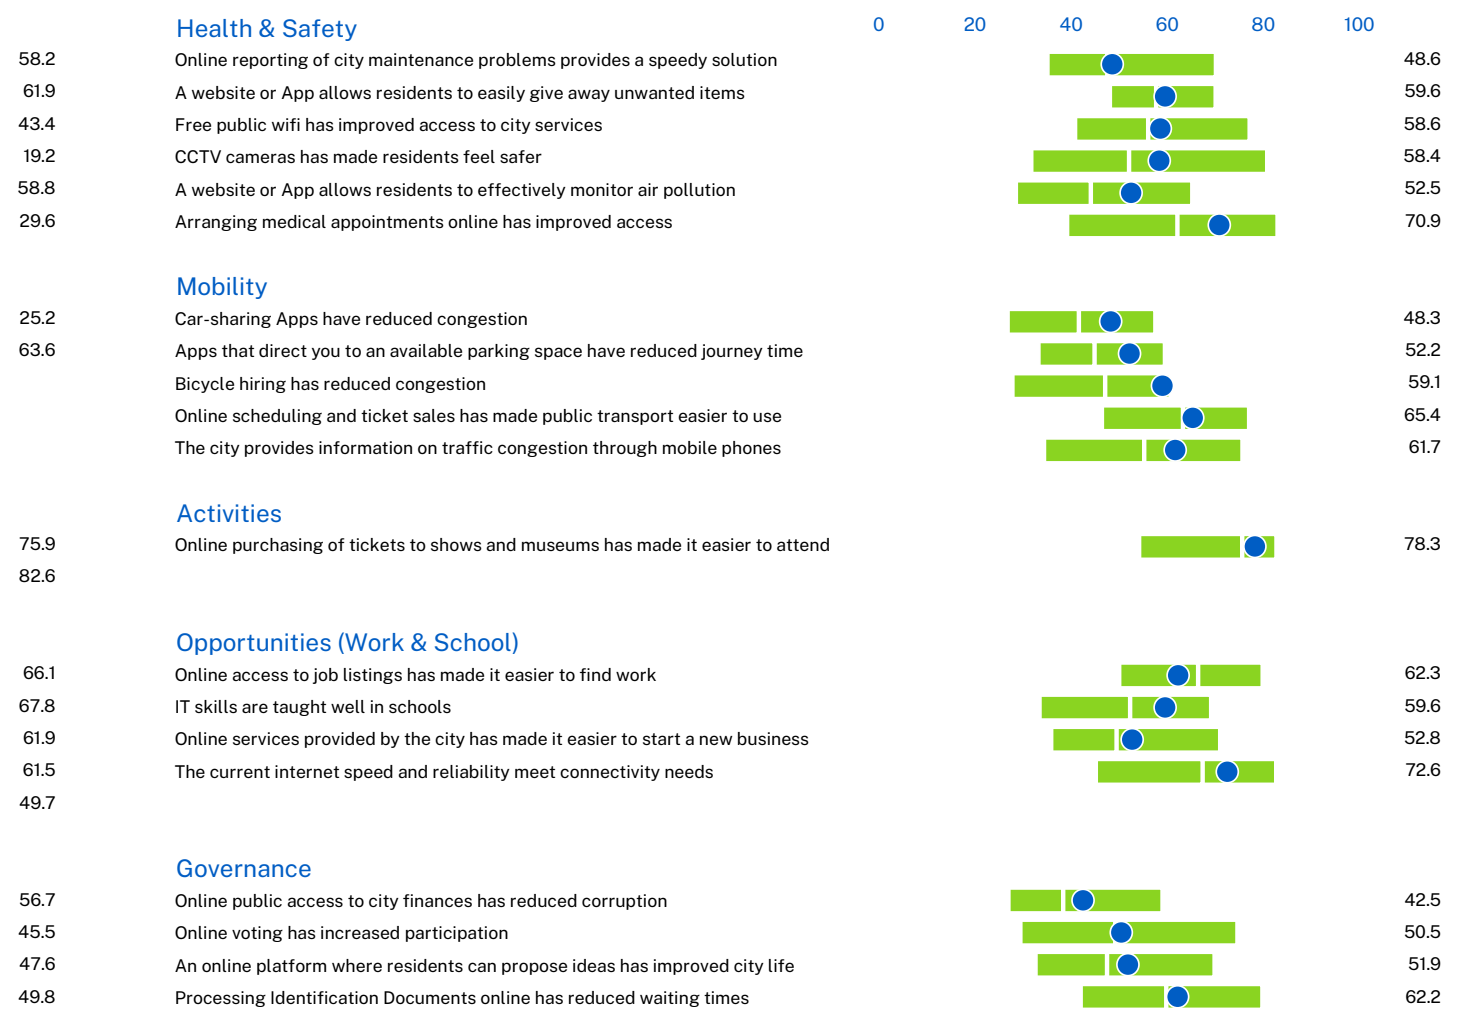 Health & Safety 0 20 40 60 80 100
58.2 Online reporting of city maintenance problems provides a speedy solution 48.6
61.9 A website or App allows residents to easily give away unwanted items 59.6
43.4 Free public wifi has improved access to city services 58.6
19.2 CCTV cameras has made residents feel safer 58.4
58.8 A website or App allows residents to effectively monitor air pollution 52.5
29.6 Arranging medical appointments online has improved access 70.9
Mobility
25.2 Car-sharing Apps have reduced congestion 48.3
63.6 Apps that direct you to an available parking space have reduced journey time 52.2
Bicycle hiring has reduced congestion 59.1
Online scheduling and ticket sales has made public transport easier to use 65.4
The city provides information on traffic congestion through mobile phones 61.7
Activities
75.9 Online purchasing of tickets to shows and museums has made it easier to attend 78.3
82.6
Opportunities (Work & School)
66.1 Online access to job listings has made it easier to find work 62.3
67.8 IT skills are taught well in schools 59.6
61.9 Online services provided by the city has made it easier to start a new business 52.8
61.5 The current internet speed and reliability meet connectivity needs 72.6
49.7
Governance
56.7 Online public access to city finances has reduced corruption 42.5
45.5 Online voting has increased participation 50.5
47.6 An online platform where residents can propose ideas has improved city life 51.9
49.8 Processing Identification Documents online has reduced waiting times 62.2